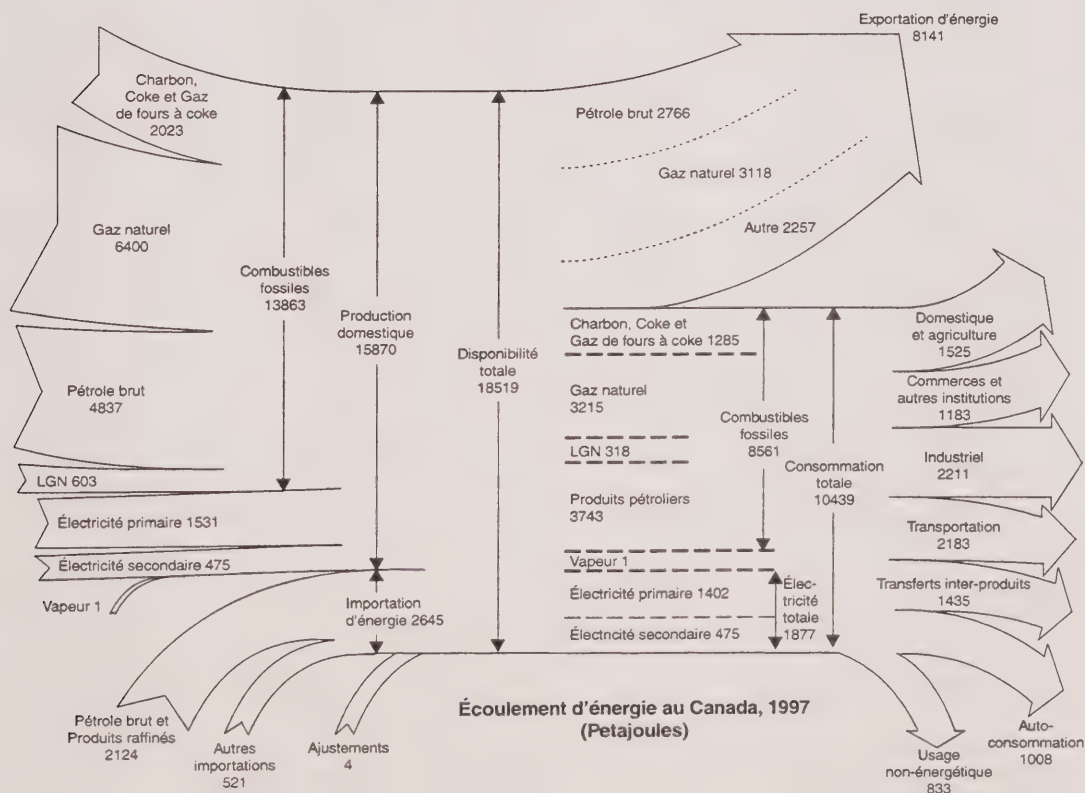 Exportation d'énergie
8141
Charbon,
Coke et Gaz
de fours à coke
2023
Gaz naturel
6400
Pétrole brut
4837
LGN 603
Électricité primaire 1531
Électricité secondaire 475
Vapeur 1
Pétrole brut et
Produits raffinés
2124
Autres
importations
521
Ajustements
4
Combustibles
fossiles
13863
Production
domestique
15870
Importation
d'énergie 2645
Disponibilité
totale
18519
Pétrole brut 2766
Gaz naturel 3118
Autre 2257
Charbon, Coke et
Gaz de fours à coke 1285
Gaz naturel
3215
LGN 318
Produits pétroliers
3743
Vapeur 1
Électricité primaire 1402
Électricité secondaire 475
Combustibles
fossiles
8561
Élec-
tricité
totale
1877
Consommation
totale
10439
Domestique
et agriculture
1525
Commerces et
autres institutions
1183
Industriel
2211
Transportation
2183
Transferts inter-produits
1435
Auto-
consommation
1008
Usage
non-énergétique
833
Écoulement d'énergie au Canada, 1997
(Petajoules)